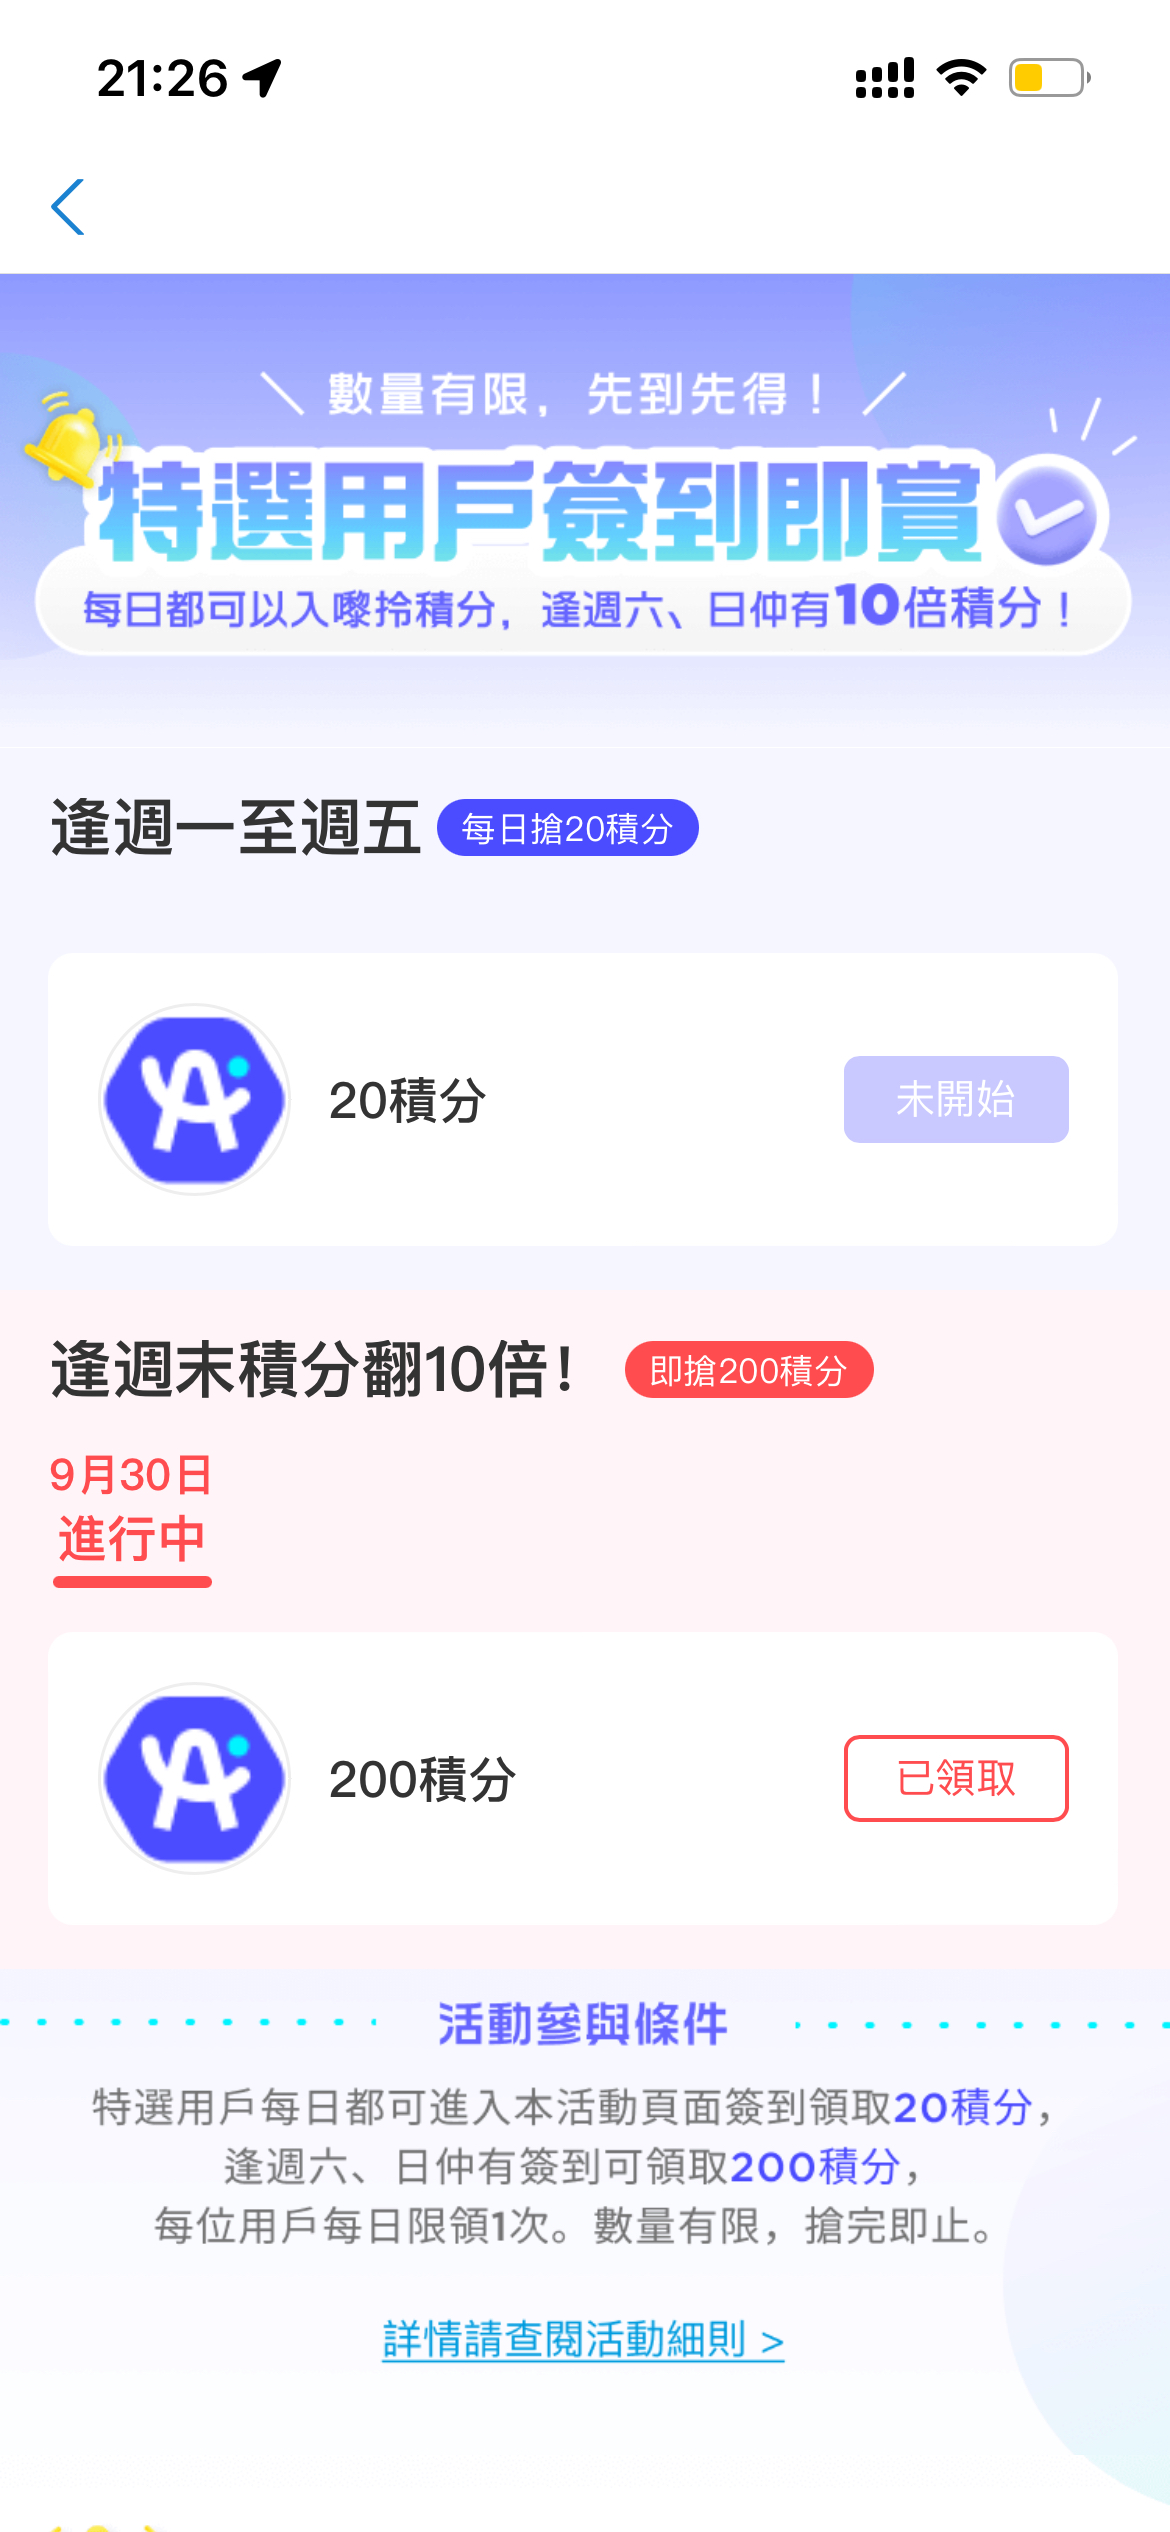 21:26
數量有限，先到先得！
特選用戶簽到即賞
每日都可以入嚟拎積分，逢週六、日仲有10倍積分！
逢週一至週五 每日搶20積分
20積分 未開始
逢週末積分翻10倍！ 即搶200積分
9月30日
進行中
200積分 已領取
活動參與條件
特選用戶每日都可進入本活動頁面簽到領取20積分，
逢週六、日仲有簽到可領取200積分，
每位用戶每日限領1次。數量有限，搶完即止。
詳情請查閱活動細則 >